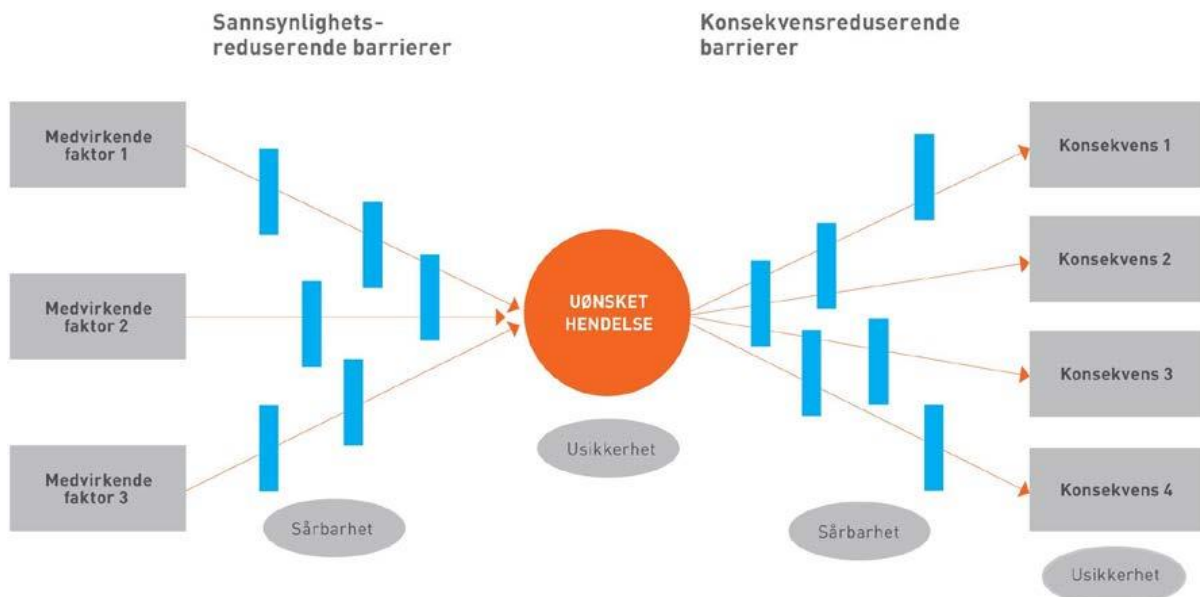 Sannsynlighets-
reduserende barrierer
Konsekvensreduserende
barrierer
Medvirkende
faktor 1
Medvirkende
faktor 2
Medvirkende
faktor 3
UØNSKET
HENDELSE
Usikkerhet
Sårbarhet
Sårbarhet
Konsekvens 1
Konsekvens 2
Konsekvens 3
Konsekvens 4
Usikkerhet